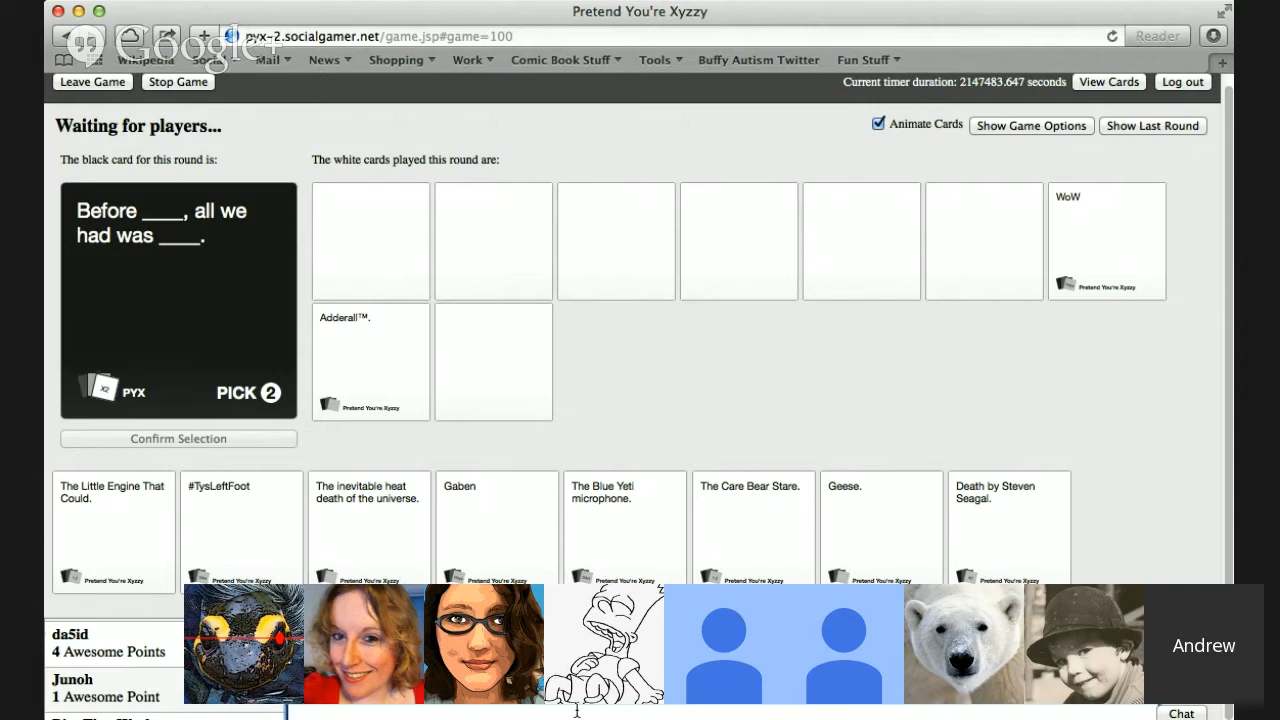 Pretend You're Xyzzy
Google+
pyx-2.socialgamer.net/game.jsp#game=100
Reader
Wikipedia Mail News Shopping Work Comic Book Stuff Tools Buffy Autism Twitter Fun Stuff
Leave Game Stop Game Current timer duration: 2147483.647 seconds View Cards Log out
Waiting for players... Animate Cards Show Game Options Show Last Round
The black card for this round is: The white cards played this round are:
Before ____, all we
had was ____.
WoW
Pretend You're Xyzzy
Adderall™.
X2 PYX PICK 2
Pretend You're Xyzzy
Confirm Selection
The Little Engine That
Could.
#TysLeftFoot
The inevitable heat
death of the universe.
Gaben
The Blue Yeti
microphone.
The Care Bear Stare.
Geese.
Death by Steven
Seagal.
Pretend You're Xyzzy Pretend You're Xyzzy Pretend You're Xyzzy Pretend You're Xyzzy Pretend You're Xyzzy Pretend You're Xyzzy Pretend You're Xyzzy Pretend You're Xyzzy
da5id
4 Awesome Points
Junoh
1 Awesome Point
Andrew
Chat